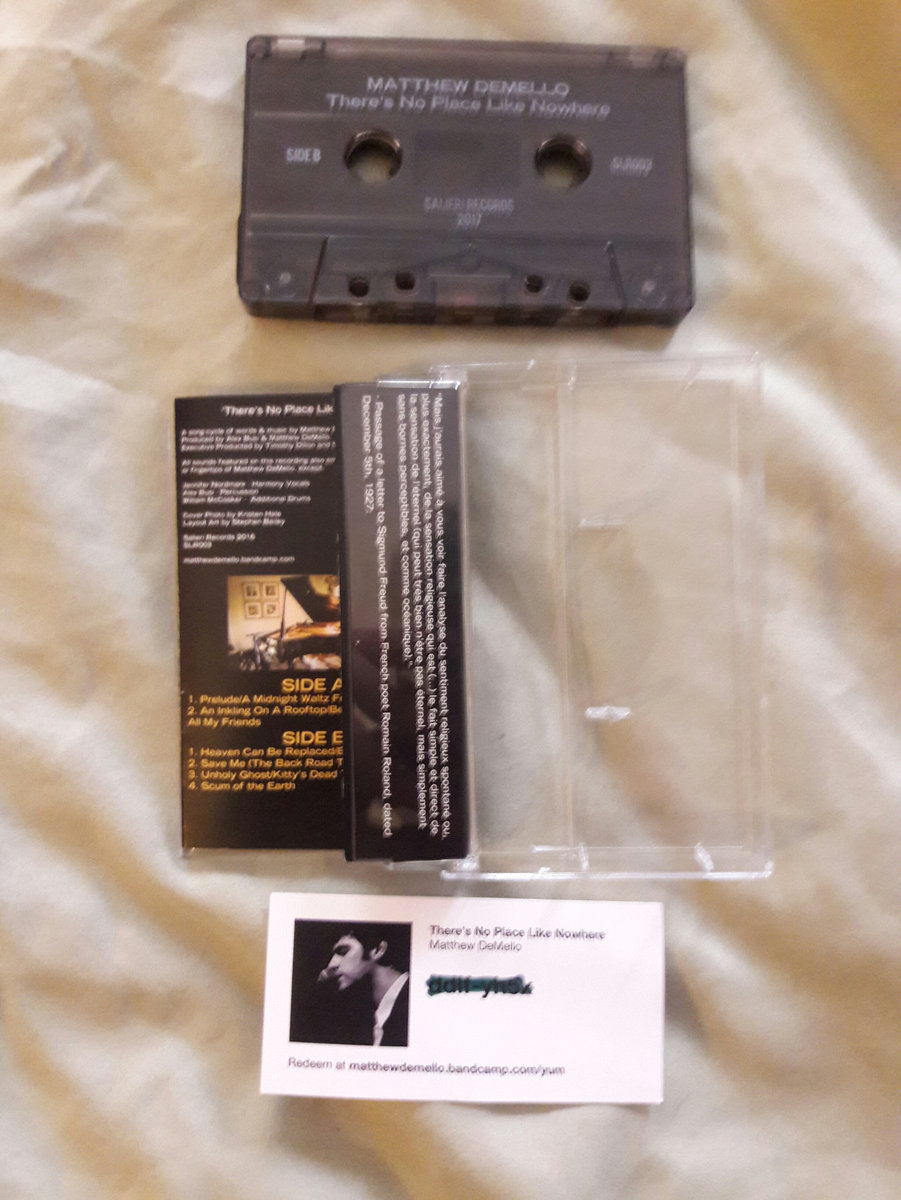 MATTHEW DEMELLO
There's No Place Like Nowhere
SIDE B
SLR002
SALIERI RECORDS
2017
"There's No Place Lik
A song-cycle of words & music by Matthew
Produced by Alex Bub & Matthew DeMello
Executive Producted by Timothy Dillon and
All sounds featured on this recording also
or fingertips of Matthew DeMello, except
Jennifer Nordmark - Harmony Vocals
Alex Bub - Percussion
William McCosker - Additional Drums
Cover Photo by Kristen Hale
Layout Art by Stephen Bailey
Salieri Records 2016
SLR002
matthewdemello.bandcamp.com
SIDE A
1. Prelude/A Midnight Waltz F
2. An Inkling On A Rooftop/Be
All My Friends
SIDE
1. Heaven Can Be Replaced/
2. Save Me (The Back Road T
3. Unholy Ghost/Kitty's Dead
4. Scum of the Earth
"Mais j'aurais aimé à vous voir faire l'analyse du sentiment religieux spontané ou,
plus exactement, de la sensation religieuse qui est (...) le fait simple et direct de
la sensation de l'éternel (qui peut très bien n'être pas éternel, mais simplement
sans bornes perceptibles, et comme océanique)."
- Passage of a letter to Sigmund Freud from French poet Romain Roland, dated
December 5th, 1927.
There's No Place Like Nowhere
Matthew DeMello
Redeem at matthewdemello.bandcamp.com/yum